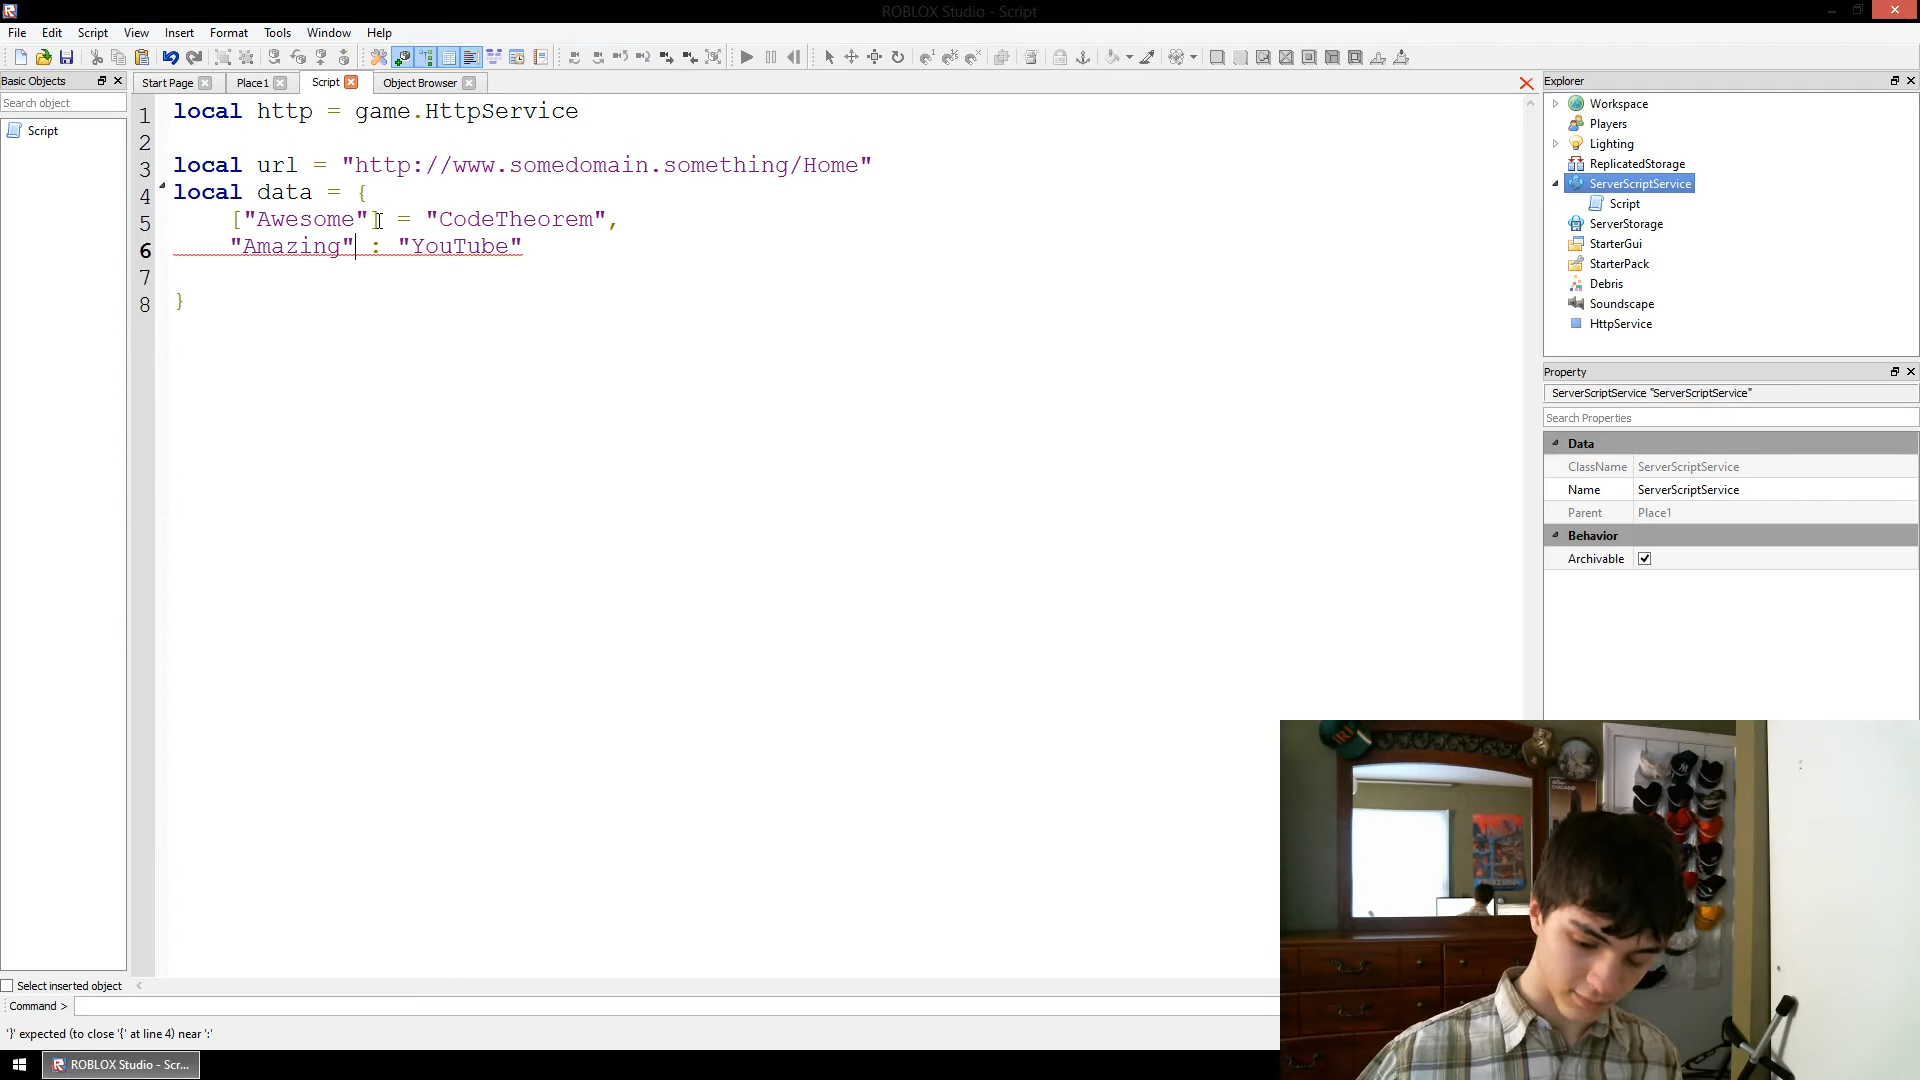 ROBLOX Studio - Script
File Edit Script View Insert Format Tools Window Help
Basic Objects
Start Page Place1 Script Object Browser
Explorer
Search object
Script
1 local http = game.HttpService
2
3 local url = "http://www.somedomain.something/Home"
4 local data = {
5 ["Awesome"] = "CodeTheorem",
6 "Amazing" : "YouTube"
7
8 }
Workspace
Players
Lighting
ReplicatedStorage
ServerScriptService
Script
ServerStorage
StarterGui
StarterPack
Debris
Soundscape
HttpService
Property
ServerScriptService "ServerScriptService"
Search Properties
Data
ClassName ServerScriptService
Name ServerScriptService
Parent Place1
Behavior
Archivable
Select inserted object
Command >
'}' expected (to close '{' at line 4) near ':'
ROBLOX Studio - Scr...